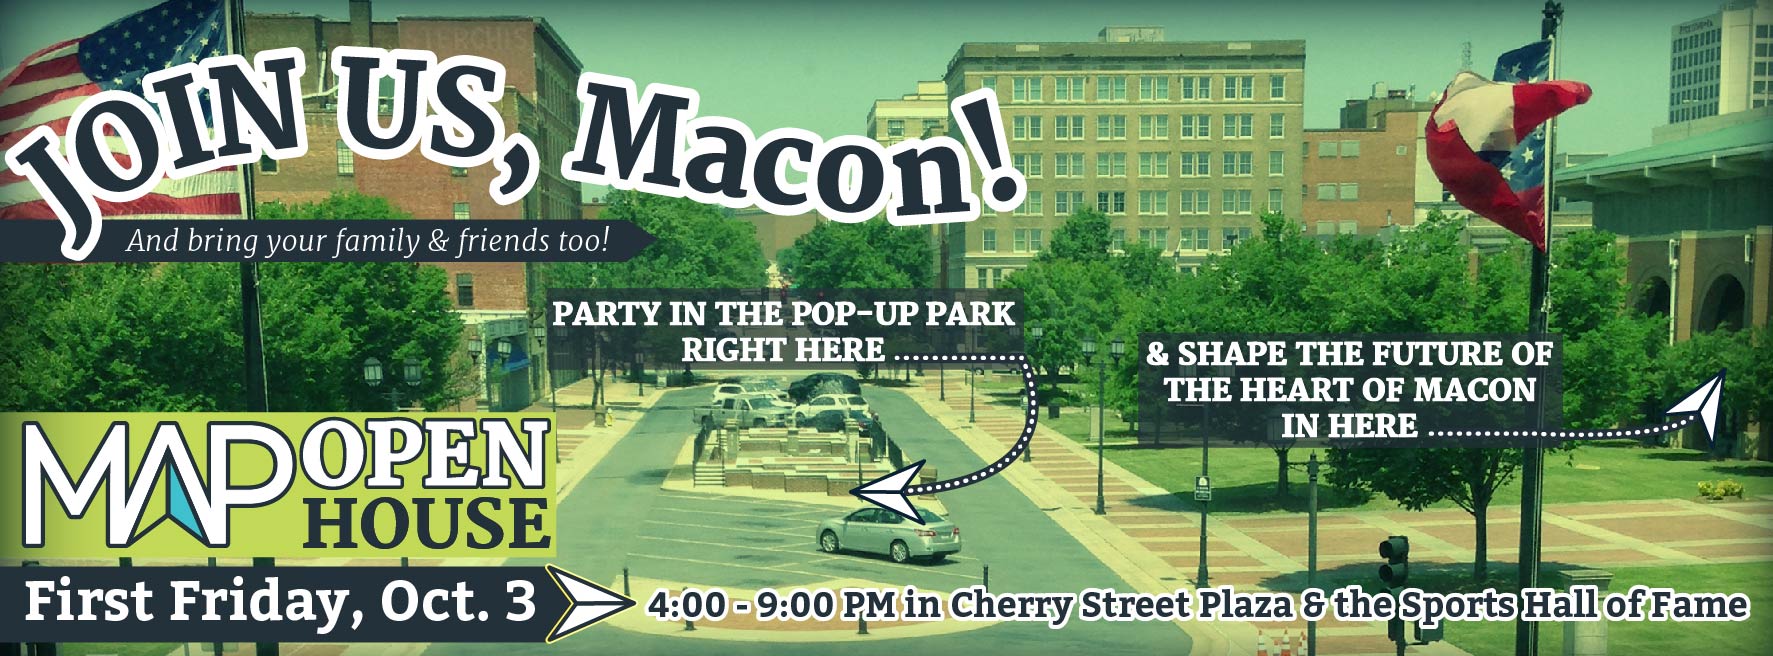 JOIN US, Macon!
And bring your family & friends too!
PARTY IN THE POP-UP PARK
RIGHT HERE
& SHAPE THE FUTURE OF
THE HEART OF MACON
IN HERE
MAP OPEN
HOUSE
First Friday, Oct. 3
4:00 - 9:00 PM in Cherry Street Plaza & the Sports Hall of Fame